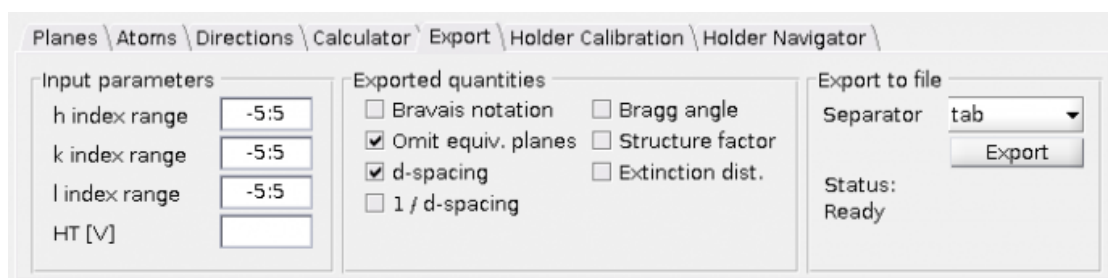 Planes Atoms Directions Calculator Export Holder Calibration Holder Navigator
Input parameters
h index range -5:5
k index range -5:5
l index range -5:5
HT [V]
Exported quantities
Bravais notation Bragg angle
Omit equiv. planes Structure factor
d-spacing Extinction dist.
1 / d-spacing
Export to file
Separator tab
Export
Status:
Ready